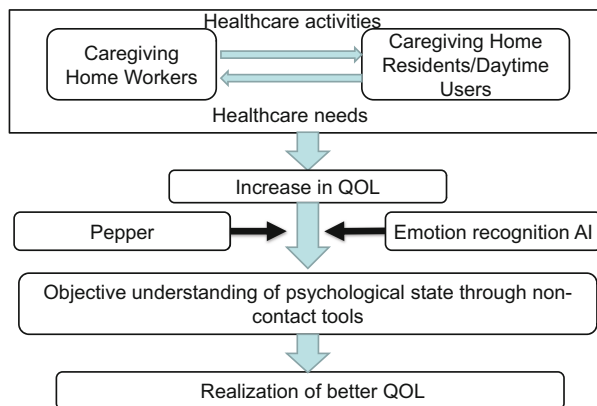 Healthcare activities
Caregiving
Home Workers
Caregiving Home
Residents/Daytime
Users
Healthcare needs
Increase in QOL
Pepper
Emotion recognition AI
Objective understanding of psychological state through non-
contact tools
Realization of better QOL